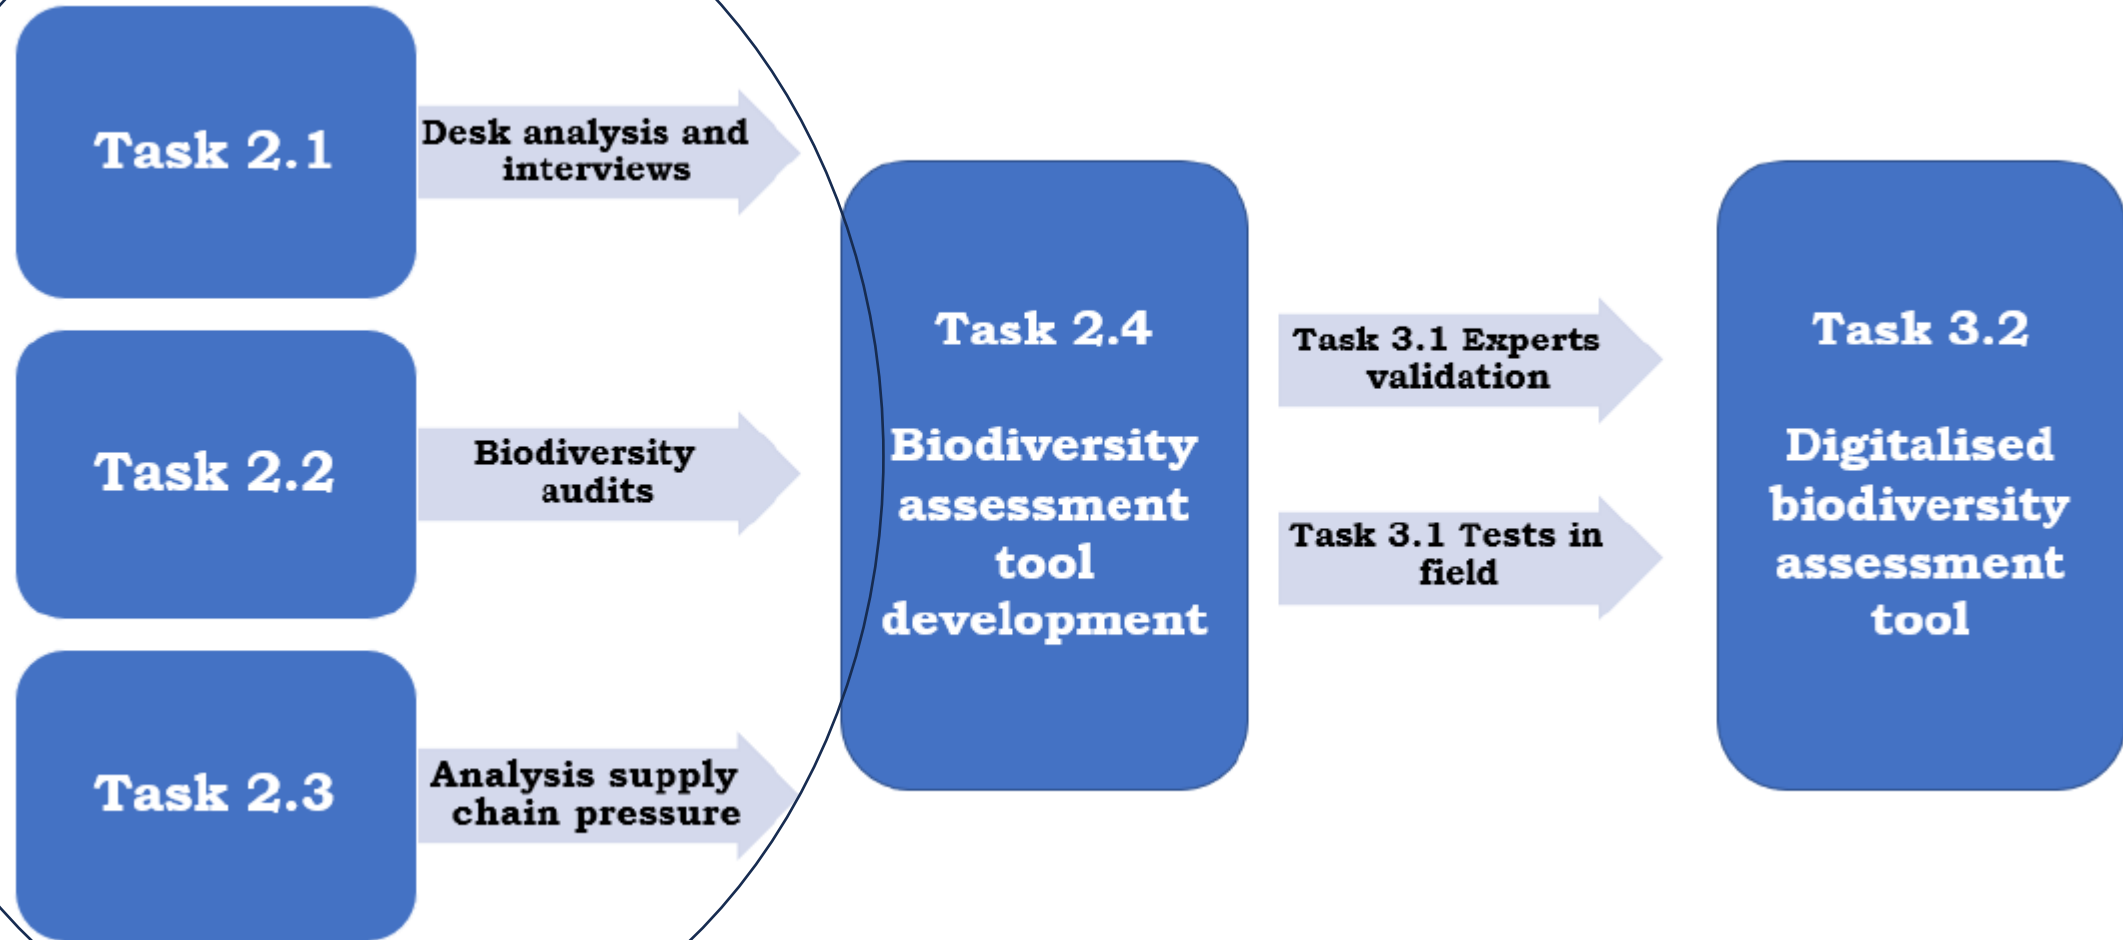 Task 2.1
Desk analysis and
interviews
Task 2.2
Biodiversity
audits
Task 2.3
Analysis supply
chain pressure
Task 2.4
Biodiversity
assessment
tool
development
Task 3.1 Experts
validation
Task 3.1 Tests in
field
Task 3.2
Digitalised
biodiversity
assessment
tool